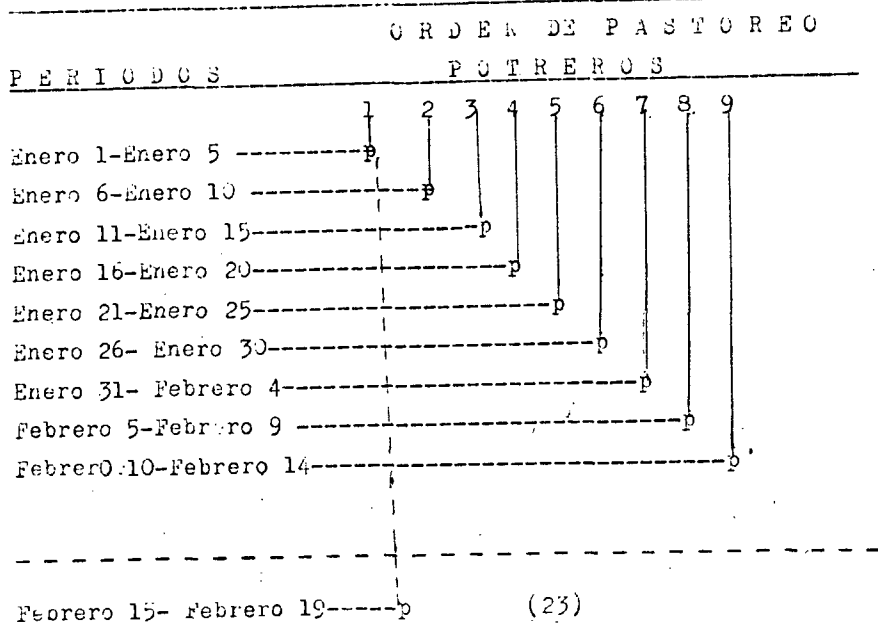 ORDEN DE PASTOREO
PERIODOS POTREROS
1 2 3 4 5 6 7 8 9
Enero 1-Enero 5 -----------p
Enero 6-Enero 10 --------------p
Enero 11-Enero 15------------------p
Enero 16-Enero 20--------------------p
Enero 21-Enero 25-----------------------p
Enero 26- Enero 30-------------------------p
Enero 31- Febrero 4---------------------------p
Febrero 5-Febrero 9 -----------------------------p
Febrer0.10-Febrero 14-------------------------------p
Febrero 15- Febrero 19-----p (23)